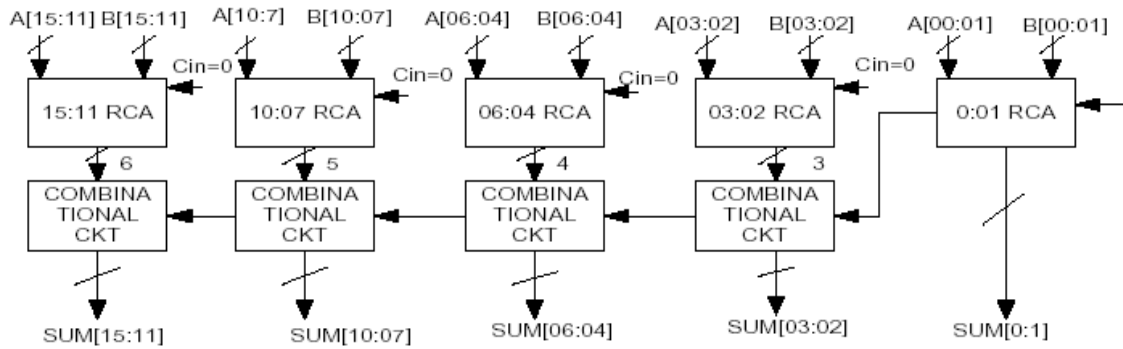 A[15:11] B[15:11] A[10:7] B[10:07] A[06:04] B[06:04] A[03:02] B[03:02] A[00:01] B[00:01]
Cin=0 Cin=0 Cin=0 Cin=0
15:11 RCA 10:07 RCA 06:04 RCA 03:02 RCA 0:01 RCA
6 5 4 3
COMBINA COMBINA COMBINA COMBINA
TIONAL TIONAL TIONAL TIONAL
CKT CKT CKT CKT
SUM[15:11] SUM[10:07] SUM[06:04] SUM[03:02] SUM[0:1]